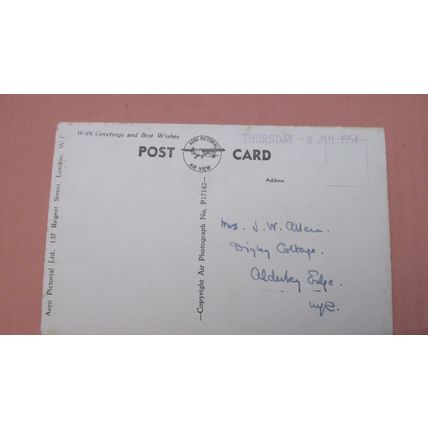 With Greetings and Best Wishes
POST CARD
AERO PICTORIAL
AIR VIEW
THURSDAY - 8 JUL 1954
Address
Aero Pictorial Ltd. 137 Regent Street, London, W.1
—Copyright Air Photograph No. P17142—
Mrs. J. W. Allen.
Digby Cottage.
Alderley Edge.